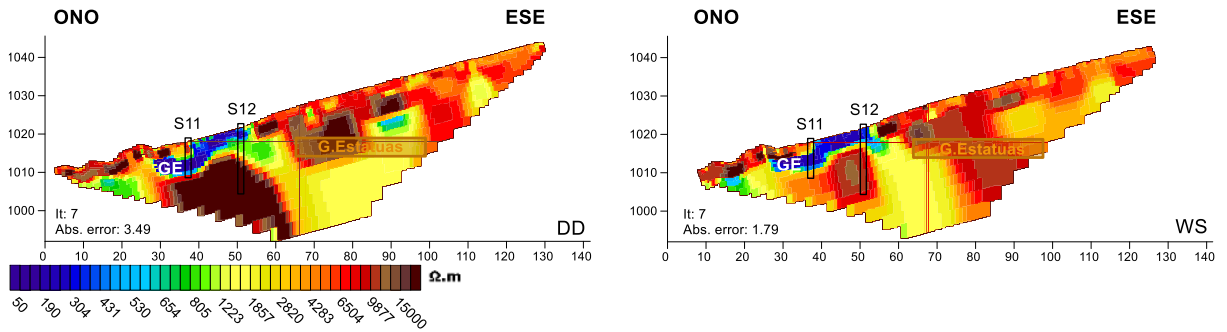 ONO ESE
1040
1030
1020
1010
1000
S11
S12
GE
G.Estatuas
It: 7
Abs. error: 3.49
DD
0 10 20 30 40 50 60 70 80 90 100 110 120 130 140
50 190 304 431 530 654 805 1223 1857 2820 4283 6504 9877 15000
Ω.m
ONO ESE
1040
1030
1020
1010
1000
S11
S12
GE
G.Estatuas
It: 7
Abs. error: 1.79
WS
0 10 20 30 40 50 60 70 80 90 100 110 120 130 140